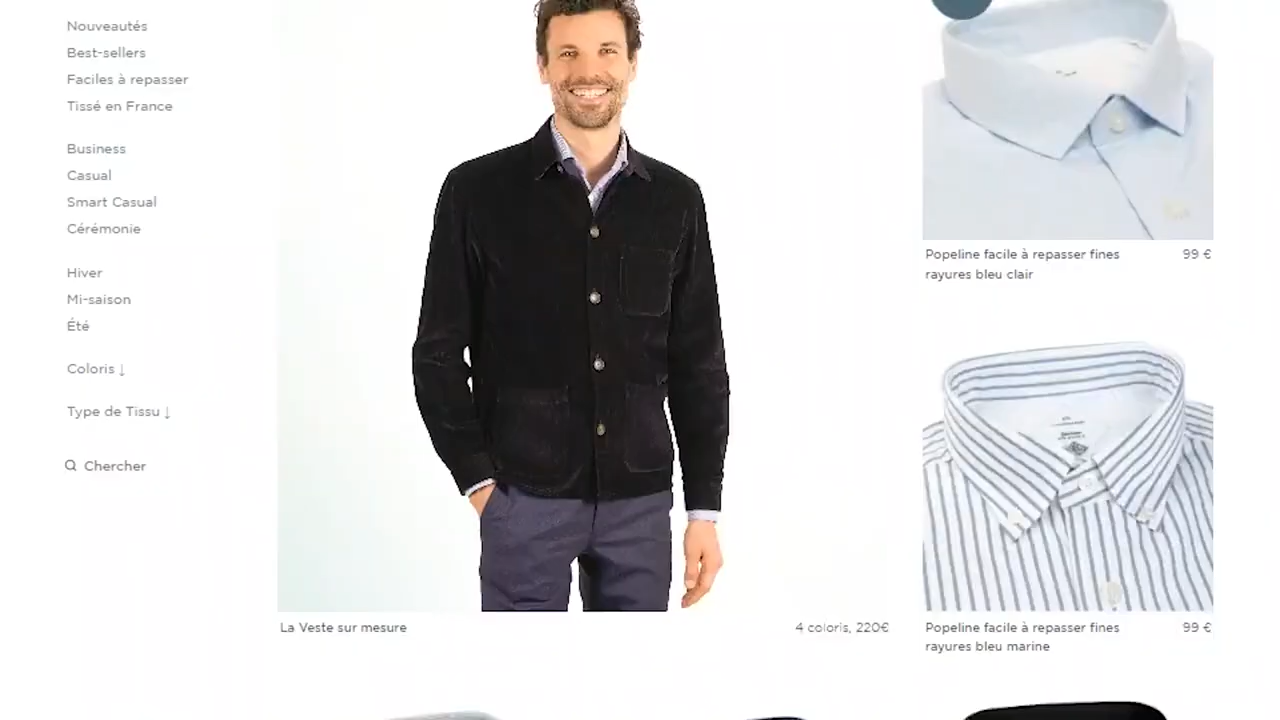 Nouveautés
Best-sellers
Faciles à repasser
Tissé en France
Business
Casual
Smart Casual
Cérémonie
Hiver
Mi-saison
Été
Coloris ↓
Type de Tissu ↓
Chercher
La Veste sur mesure
4 coloris, 220€
Popeline facile à repasser fines
rayures bleu clair
99 €
Popeline facile à repasser fines
rayures bleu marine
99 €